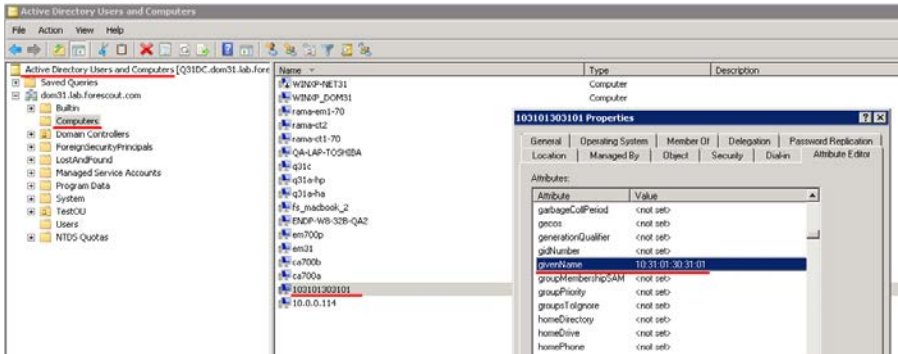 Active Directory Users and Computers
File Action View Help
Active Directory Users and Computers [Q31DC.dom31.lab.fore
Saved Queries
dom31.lab.forescout.com
Builtin
Computers
Domain Controllers
ForeignSecurityPrincipals
LostAndFound
Managed Service Accounts
Program Data
System
TestOU
Users
NTDS Quotas
Name Type Description
WINXP-NET31 Computer
WINXP_DOM31 Computer
rama-em1-70
rama-ct2
rama-ct1-70
QA-LAP-TOSHIBA
q31c
q31a-hp
q31a-ha
fs_macbook_2
ENDP-W8-32B-QA2
em700p
em31
ca700b
ca700a
103101303101
10.0.0.114
103101303101 Properties
General Operating System Member Of Delegation Password Replication
Location Managed By Object Security Dial-in Attribute Editor
Attributes:
Attribute Value
garbageCollPeriod <not set>
gecos <not set>
generationQualifier <not set>
gidNumber <not set>
givenName 10:31:01:30:31:01
groupMembershipSAM <not set>
groupPriority <not set>
groupsToIgnore <not set>
homeDirectory <not set>
homeDrive <not set>
homePhone <not set>